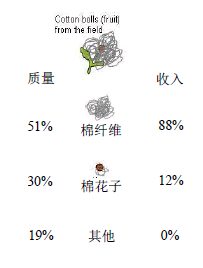 Cotton bolls (fruit)
from the field
质量 收入
51% 棉纤维 88%
30% 棉花子 12%
19% 其他 0%